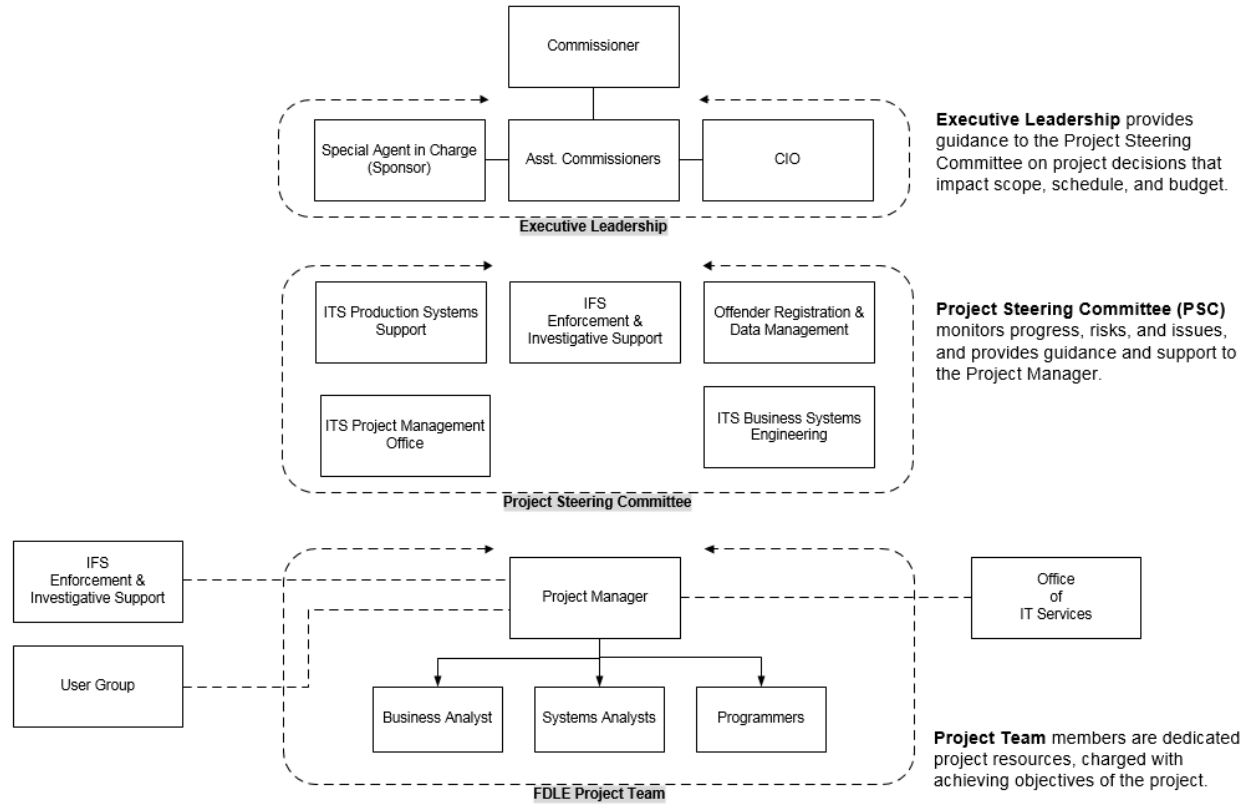 Commissioner
Special Agent in Charge
(Sponsor)
Asst. Commissioners
CIO
Executive Leadership
Executive Leadership provides
guidance to the Project Steering
Committee on project decisions that
impact scope, schedule, and budget.
ITS Production Systems
Support
IFS
Enforcement &
Investigative Support
Offender Registration &
Data Management
ITS Project Management
Office
ITS Business Systems
Engineering
Project Steering Committee
Project Steering Committee (PSC)
monitors progress, risks, and issues,
and provides guidance and support to
the Project Manager.
IFS
Enforcement &
Investigative Support
User Group
Project Manager
Office
of
IT Services
Business Analyst
Systems Analysts
Programmers
FDLE Project Team
Project Team members are dedicated
project resources, charged with
achieving objectives of the project.